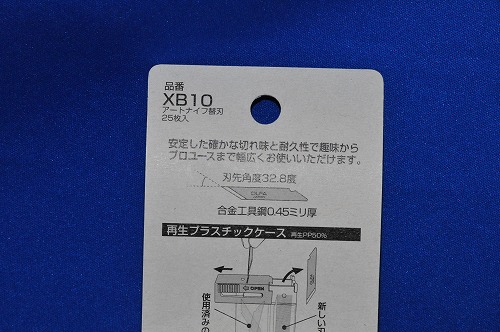 品番
XB10
アートナイフ替刃
25枚入
安定した確かな切れ味と耐久性で趣味から
プロユースまで幅広くお使いいただけます。
刃先角度32.8度
OLFA
合金工具鋼0.45ミリ厚
再生プラスチックケース 再生PP50%
OPEN
使用済みの
新しい刃